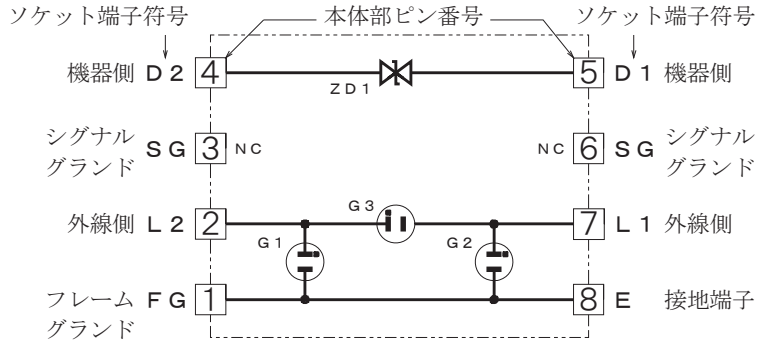 ソケット端子符号 本体部ピン番号 ソケット端子符号
機器側 D2 4 ZD1 5 D1 機器側
シグナル
グランド SG 3 NC NC 6 SG シグナル
グランド
外線側 L2 2 G3 7 L1 外線側
G1 G2
フレーム
グランド FG 1 8 E 接地端子